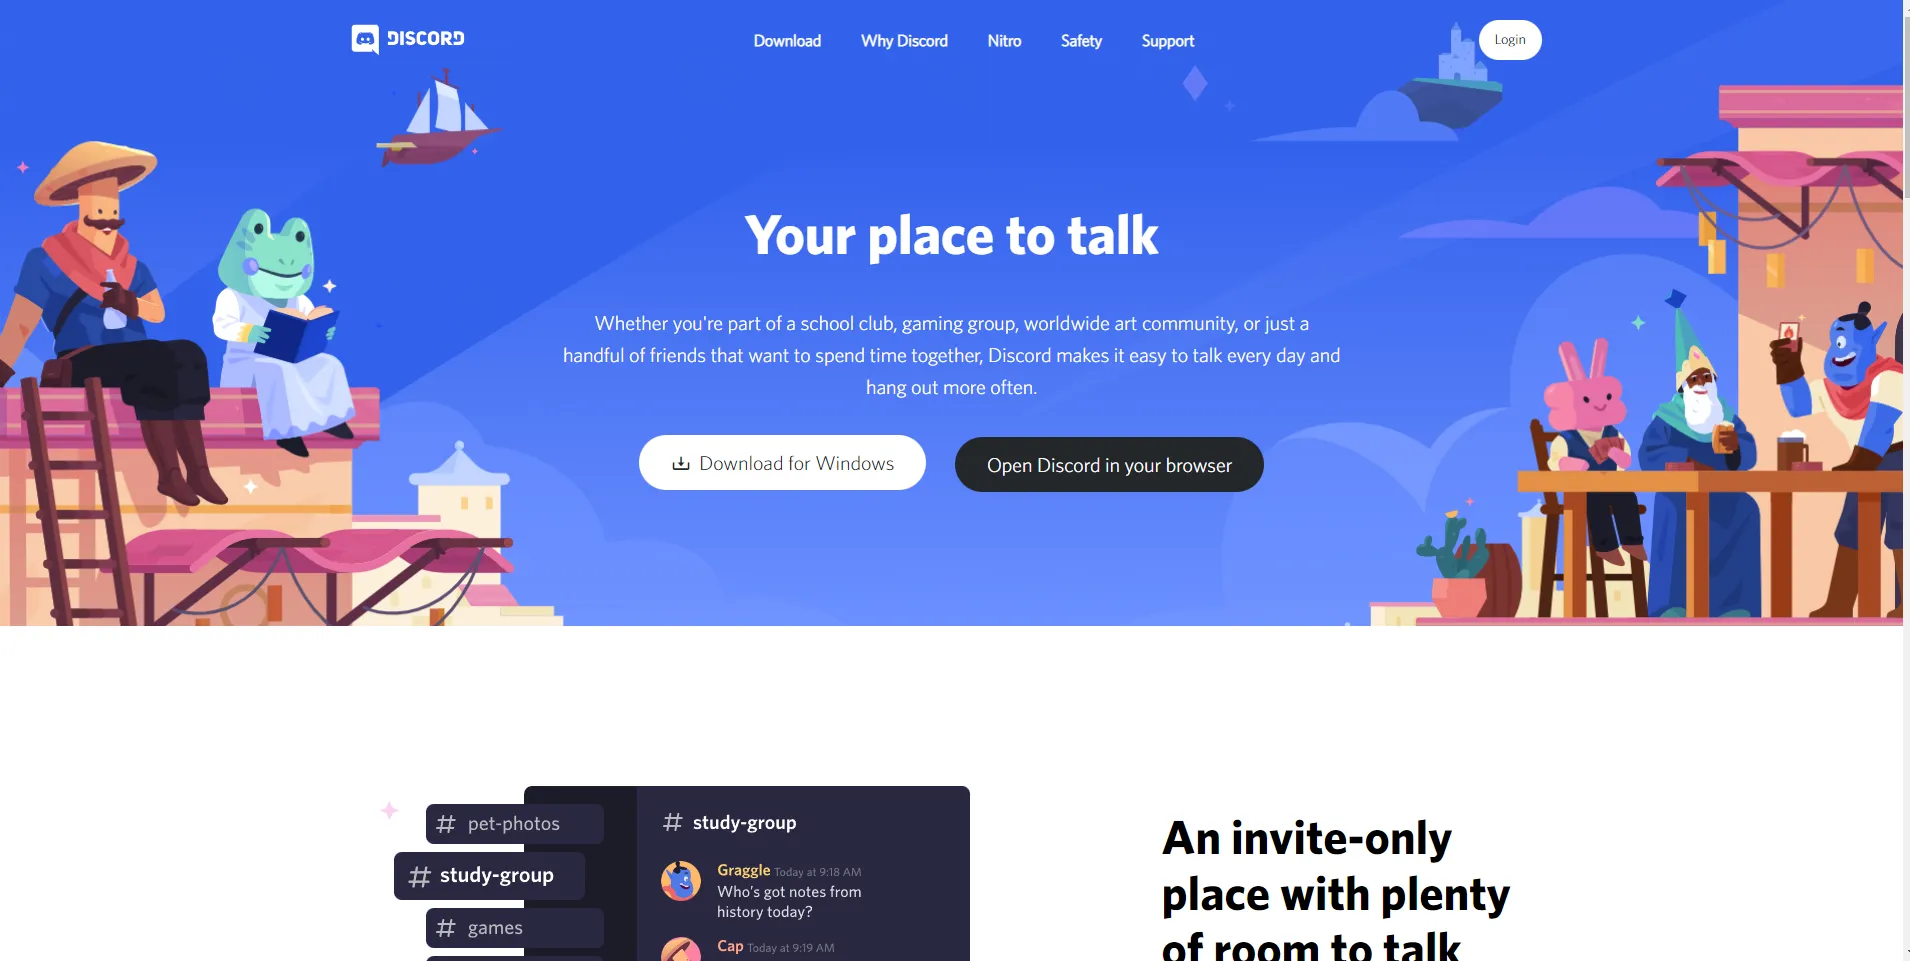 DISCORD
Download
Why Discord
Nitro
Safety
Support
Login
Your place to talk
Whether you're part of a school club, gaming group, worldwide art community, or just a
handful of friends that want to spend time together, Discord makes it easy to talk every day and
hang out more often.
Download for Windows
Open Discord in your browser
# pet-photos
# study-group
# games
# study-group
Graggle Today at 9:18 AM
Who's got notes from
history today?
Cap Today at 9:19 AM
An invite-only
place with plenty
of room to talk